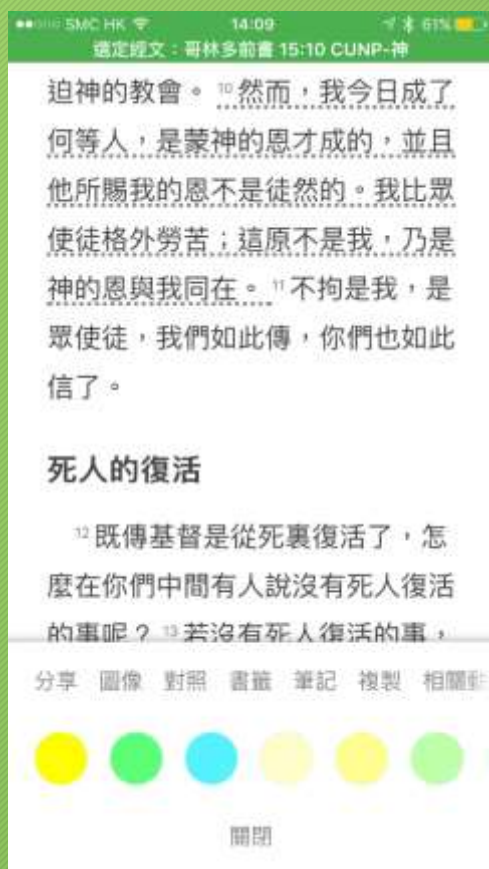 SMC HK 14:09 61%
選定經文：哥林多前書 15:10 CUNP-神
迫神的教會。 10 然而，我今日成了
何等人，是蒙神的恩才成的，並且
他所賜我的恩不是徒然的。我比眾
使徒格外勞苦；這原不是我，乃是
神的恩與我同在。 11 不拘是我，是
眾使徒，我們如此傳，你們也如此
信了。
死人的復活
12 既傳基督是從死裏復活了，怎
麼在你們中間有人說沒有死人復活
的事呢？ 13 若沒有死人復活的事，
分享 圖像 對照 書籤 筆記 複製 相關動
關閉